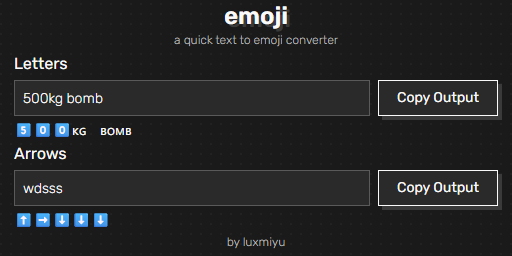 emoji
a quick text to emoji converter
Letters
500kg bomb
Copy Output
5️⃣ 0️⃣ 0️⃣ KG BOMB
Arrows
wdsss
Copy Output
⬆️ ➡️ ⬇️ ⬇️ ⬇️
by luxmiyu